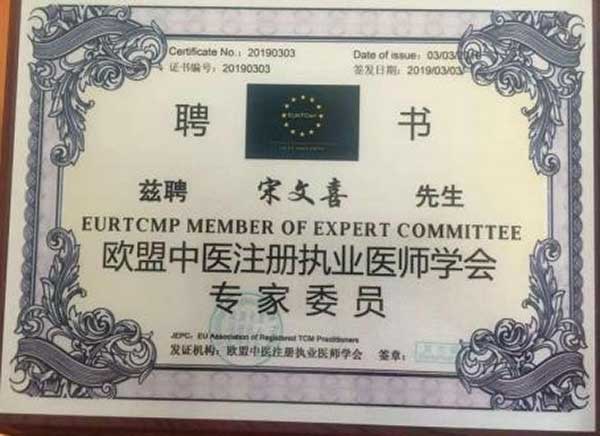 Certificate No.: 20190303
Date of issue: 03/03/2019
证书编号: 20190303
签发日期: 2019/03/03
EURTCmP
聘 书
兹聘 宋文喜 先生
EURTCMP MEMBER OF EXPERT COMMITTEE
欧盟中医注册执业医师学会
专家委员
JEPC: EU Association of Registered TCM Practitioners
发证机构: 欧盟中医注册执业医师学会 签章: